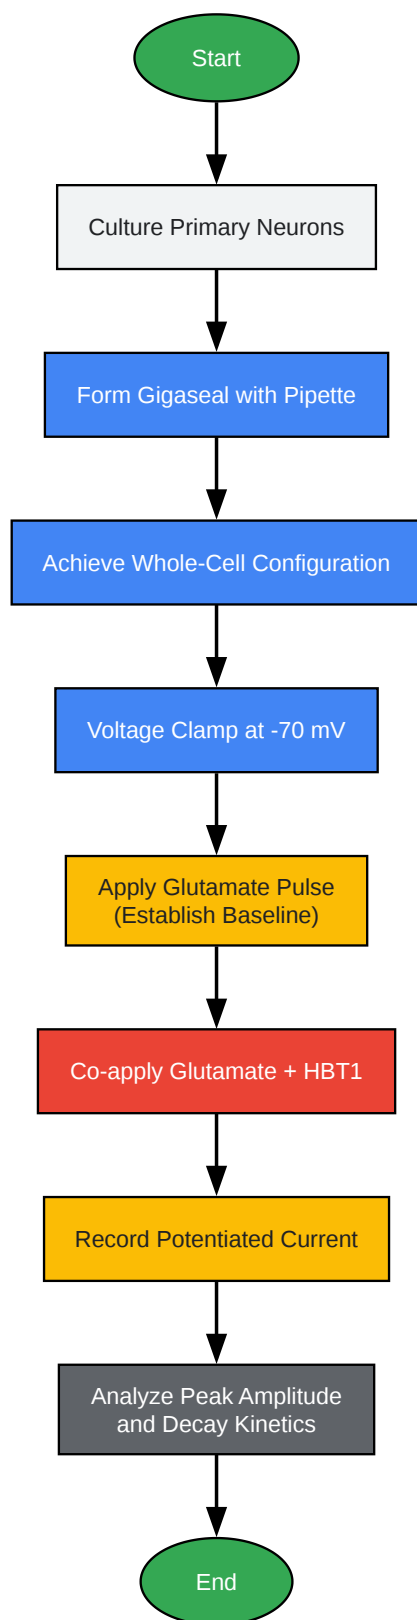 Start
Culture Primary Neurons
Form Gigaseal with Pipette
Achieve Whole-Cell Configuration
Voltage Clamp at -70 mV
Apply Glutamate Pulse
(Establish Baseline)
Co-apply Glutamate + HBT1
Record Potentiated Current
Analyze Peak Amplitude
and Decay Kinetics
End